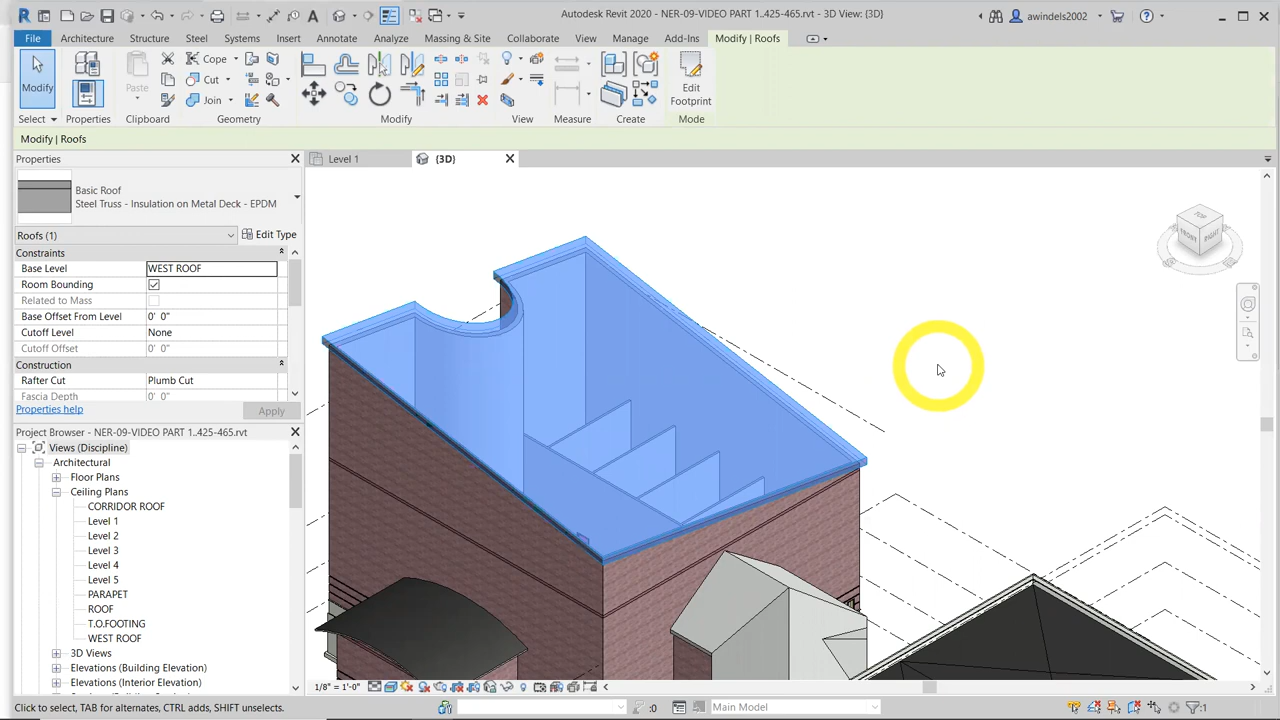 Autodesk Revit 2020 - NER-09-VIDEO PART 1..425-465.rvt - 3D View: {3D}
awindels2002
File Architecture Structure Steel Systems Insert Annotate Analyze Massing & Site Collaborate View Manage Add-Ins Modify | Roofs
Modify
Paste
Cope
Cut
Join
Edit
Footprint
Select Properties Clipboard Geometry Modify View Measure Create Mode
Modify | Roofs
Properties
Level 1
{3D}
Basic Roof
Steel Truss - Insulation on Metal Deck - EPDM
Roofs (1)
Edit Type
Constraints
Base Level WEST ROOF
Room Bounding
Related to Mass
Base Offset From Level 0' 0"
Cutoff Level None
Cutoff Offset 0' 0"
Construction
Rafter Cut Plumb Cut
Fascia Depth 0' 0"
Properties help
Apply
Project Browser - NER-09-VIDEO PART 1..425-465.rvt
Views (Discipline)
Architectural
Floor Plans
Ceiling Plans
CORRIDOR ROOF
Level 1
Level 2
Level 3
Level 4
Level 5
PARAPET
ROOF
T.O.FOOTING
WEST ROOF
3D Views
Elevations (Building Elevation)
Elevations (Interior Elevation)
TOP
FRONT
RIGHT
1/8" = 1'-0"
Click to select, TAB for alternates, CTRL adds, SHIFT unselects.
:0
Main Model
:1